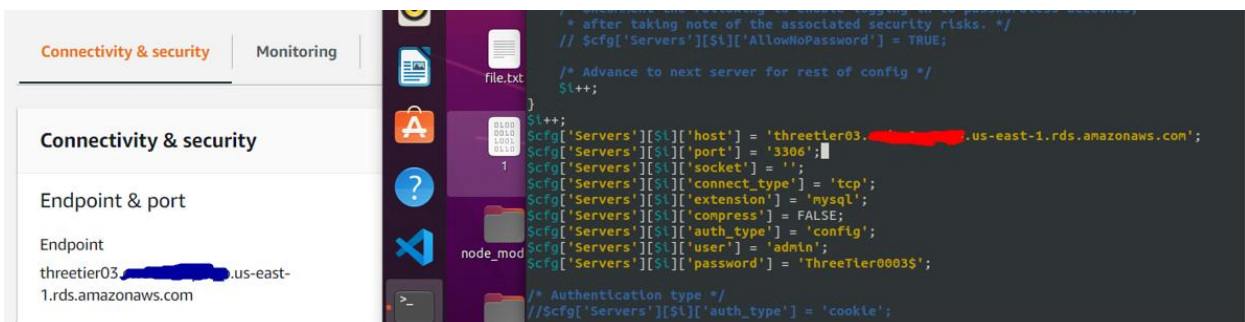 Connectivity & security
Monitoring
Connectivity & security
Endpoint & port
Endpoint
threetier03.
.us-east-
1.rds.amazonaws.com
file.txt
1
node_mod
* after taking note of the associated security risks. */
// $cfg['Servers'][$i]['AllowNoPassword'] = TRUE;
/* Advance to next server for rest of config */
$i++;
}
$i++;
$cfg['Servers'][$i]['host'] = 'threetier03.
.us-east-1.rds.amazonaws.com';
$cfg['Servers'][$i]['port'] = '3306';
$cfg['Servers'][$i]['socket'] = '';
$cfg['Servers'][$i]['connect_type'] = 'tcp';
$cfg['Servers'][$i]['extension'] = 'mysql';
$cfg['Servers'][$i]['compress'] = FALSE;
$cfg['Servers'][$i]['auth_type'] = 'config';
$cfg['Servers'][$i]['user'] = 'admin';
$cfg['Servers'][$i]['password'] = 'ThreeTier0003$';
/* Authentication type */
//$cfg['Servers'][$i]['auth_type'] = 'cookie';